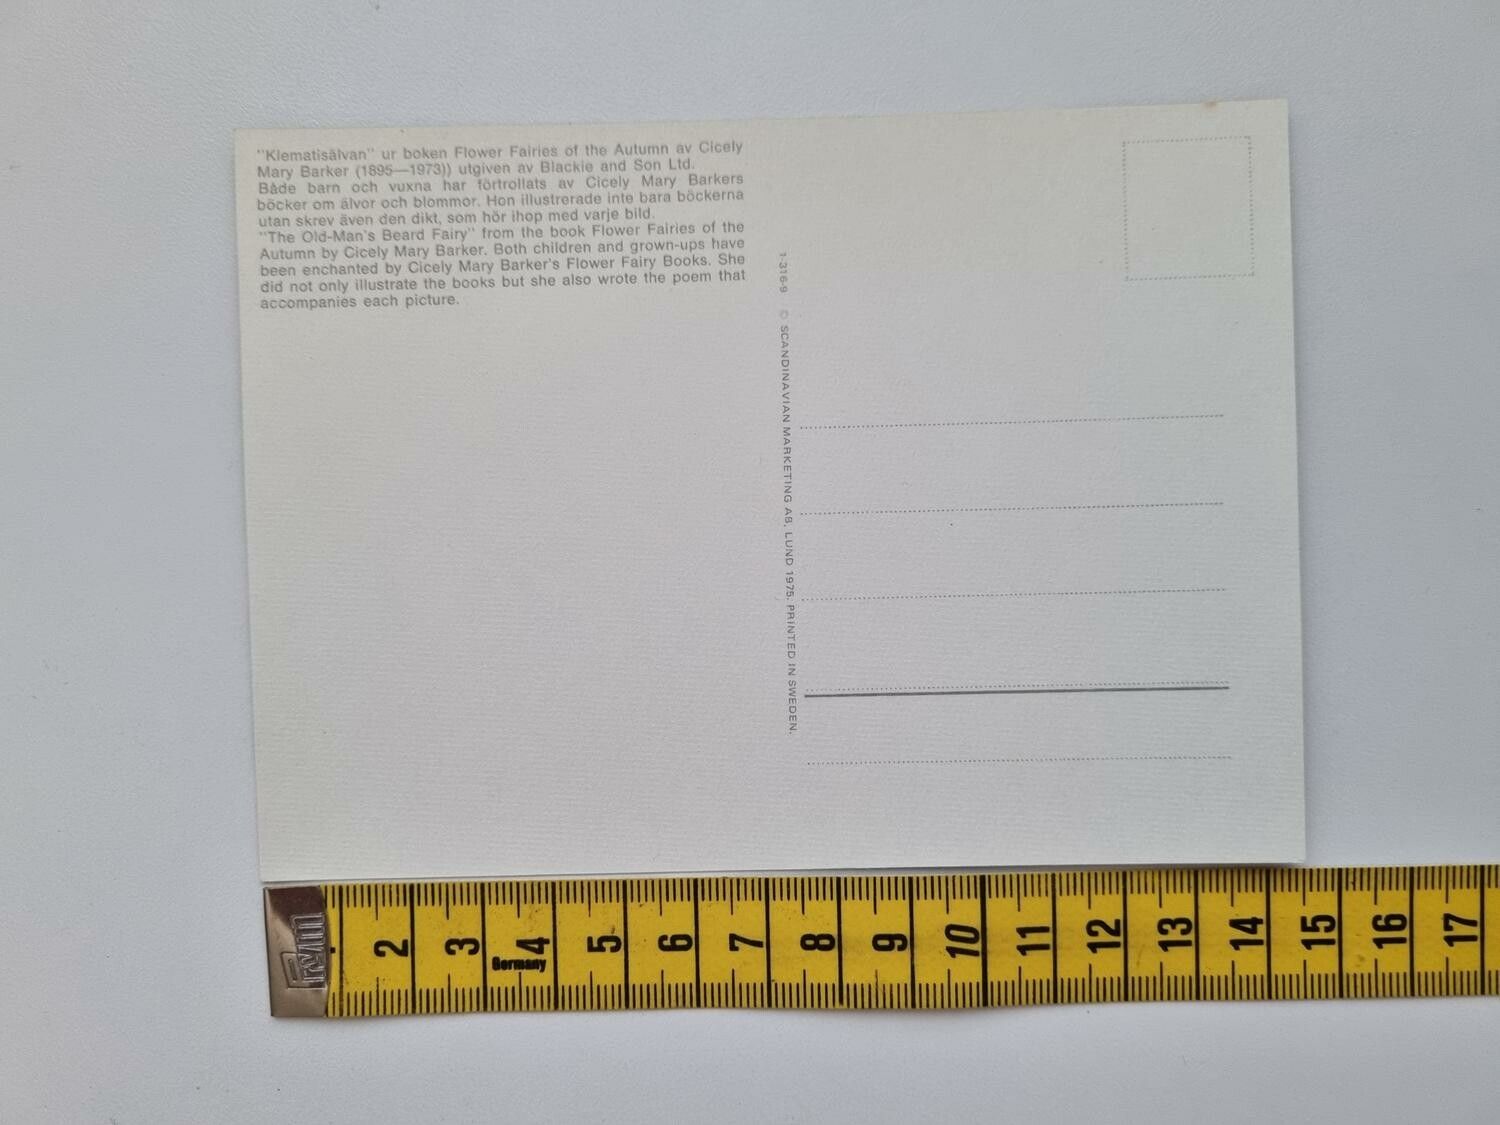 "Klematisälvan" ur boken Flower Fairies of the Autumn av Cicely
Mary Barker (1895—1973)) utgiven av Blackie and Son Ltd.
Både barn och vuxna har förtrollats av Cicely Mary Barkers
böcker om älvor och blommor. Hon illustrerade inte bara böckerna
utan skrev även den dikt, som hör ihop med varje bild.
"The Old-Man's Beard Fairy" from the book Flower Fairies of the
Autumn by Cicely Mary Barker. Both children and grown-ups have
been enchanted by Cicely Mary Barker's Flower Fairy Books. She
did not only illustrate the books but she also wrote the poem that
accompanies each picture.
1-316-9 © SCANDINAVIAN MARKETING AB, LUND 1975. PRINTED IN SWEDEN.
Prym 2 3 4 5 6 7 8 9 10 11 12 13 14 15 16 17
Germany